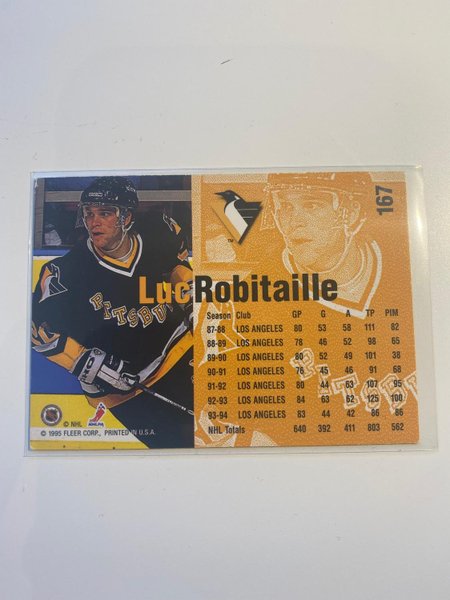 167
Luc Robitaille
Season Club GP G A TP PIM
87-88 LOS ANGELES 80 53 58 111 82
88-89 LOS ANGELES 78 46 52 98 65
89-90 LOS ANGELES 80 52 49 101 38
90-91 LOS ANGELES 76 45 46 91 68
91-92 LOS ANGELES 80 44 63 107 95
92-93 LOS ANGELES 84 63 62 125 100
93-94 LOS ANGELES 83 44 42 86 86
NHL Totals 640 392 411 803 562
PITTSBU
TM
© NHL NHLPA
© 1995 FLEER CORP., PRINTED IN U.S.A.